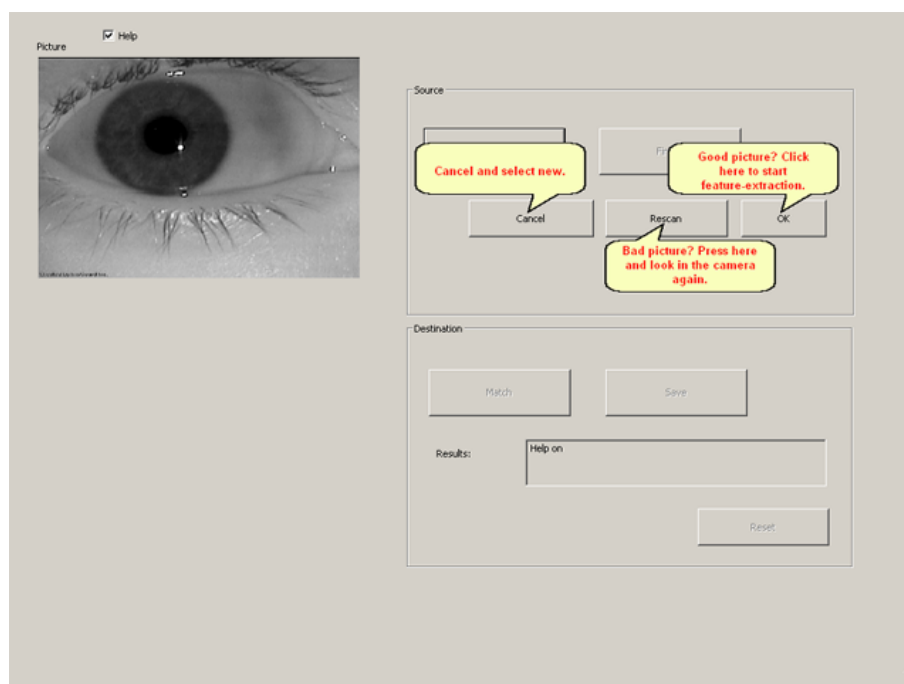 Help
Picture
Source
Cancel and select new.
Good picture? Click
here to start
feature-extraction.
Cancel
Rescan
OK
Bad picture? Press here
and look in the camera
again.
Destination
Match
Save
Results:
Help on
Reset